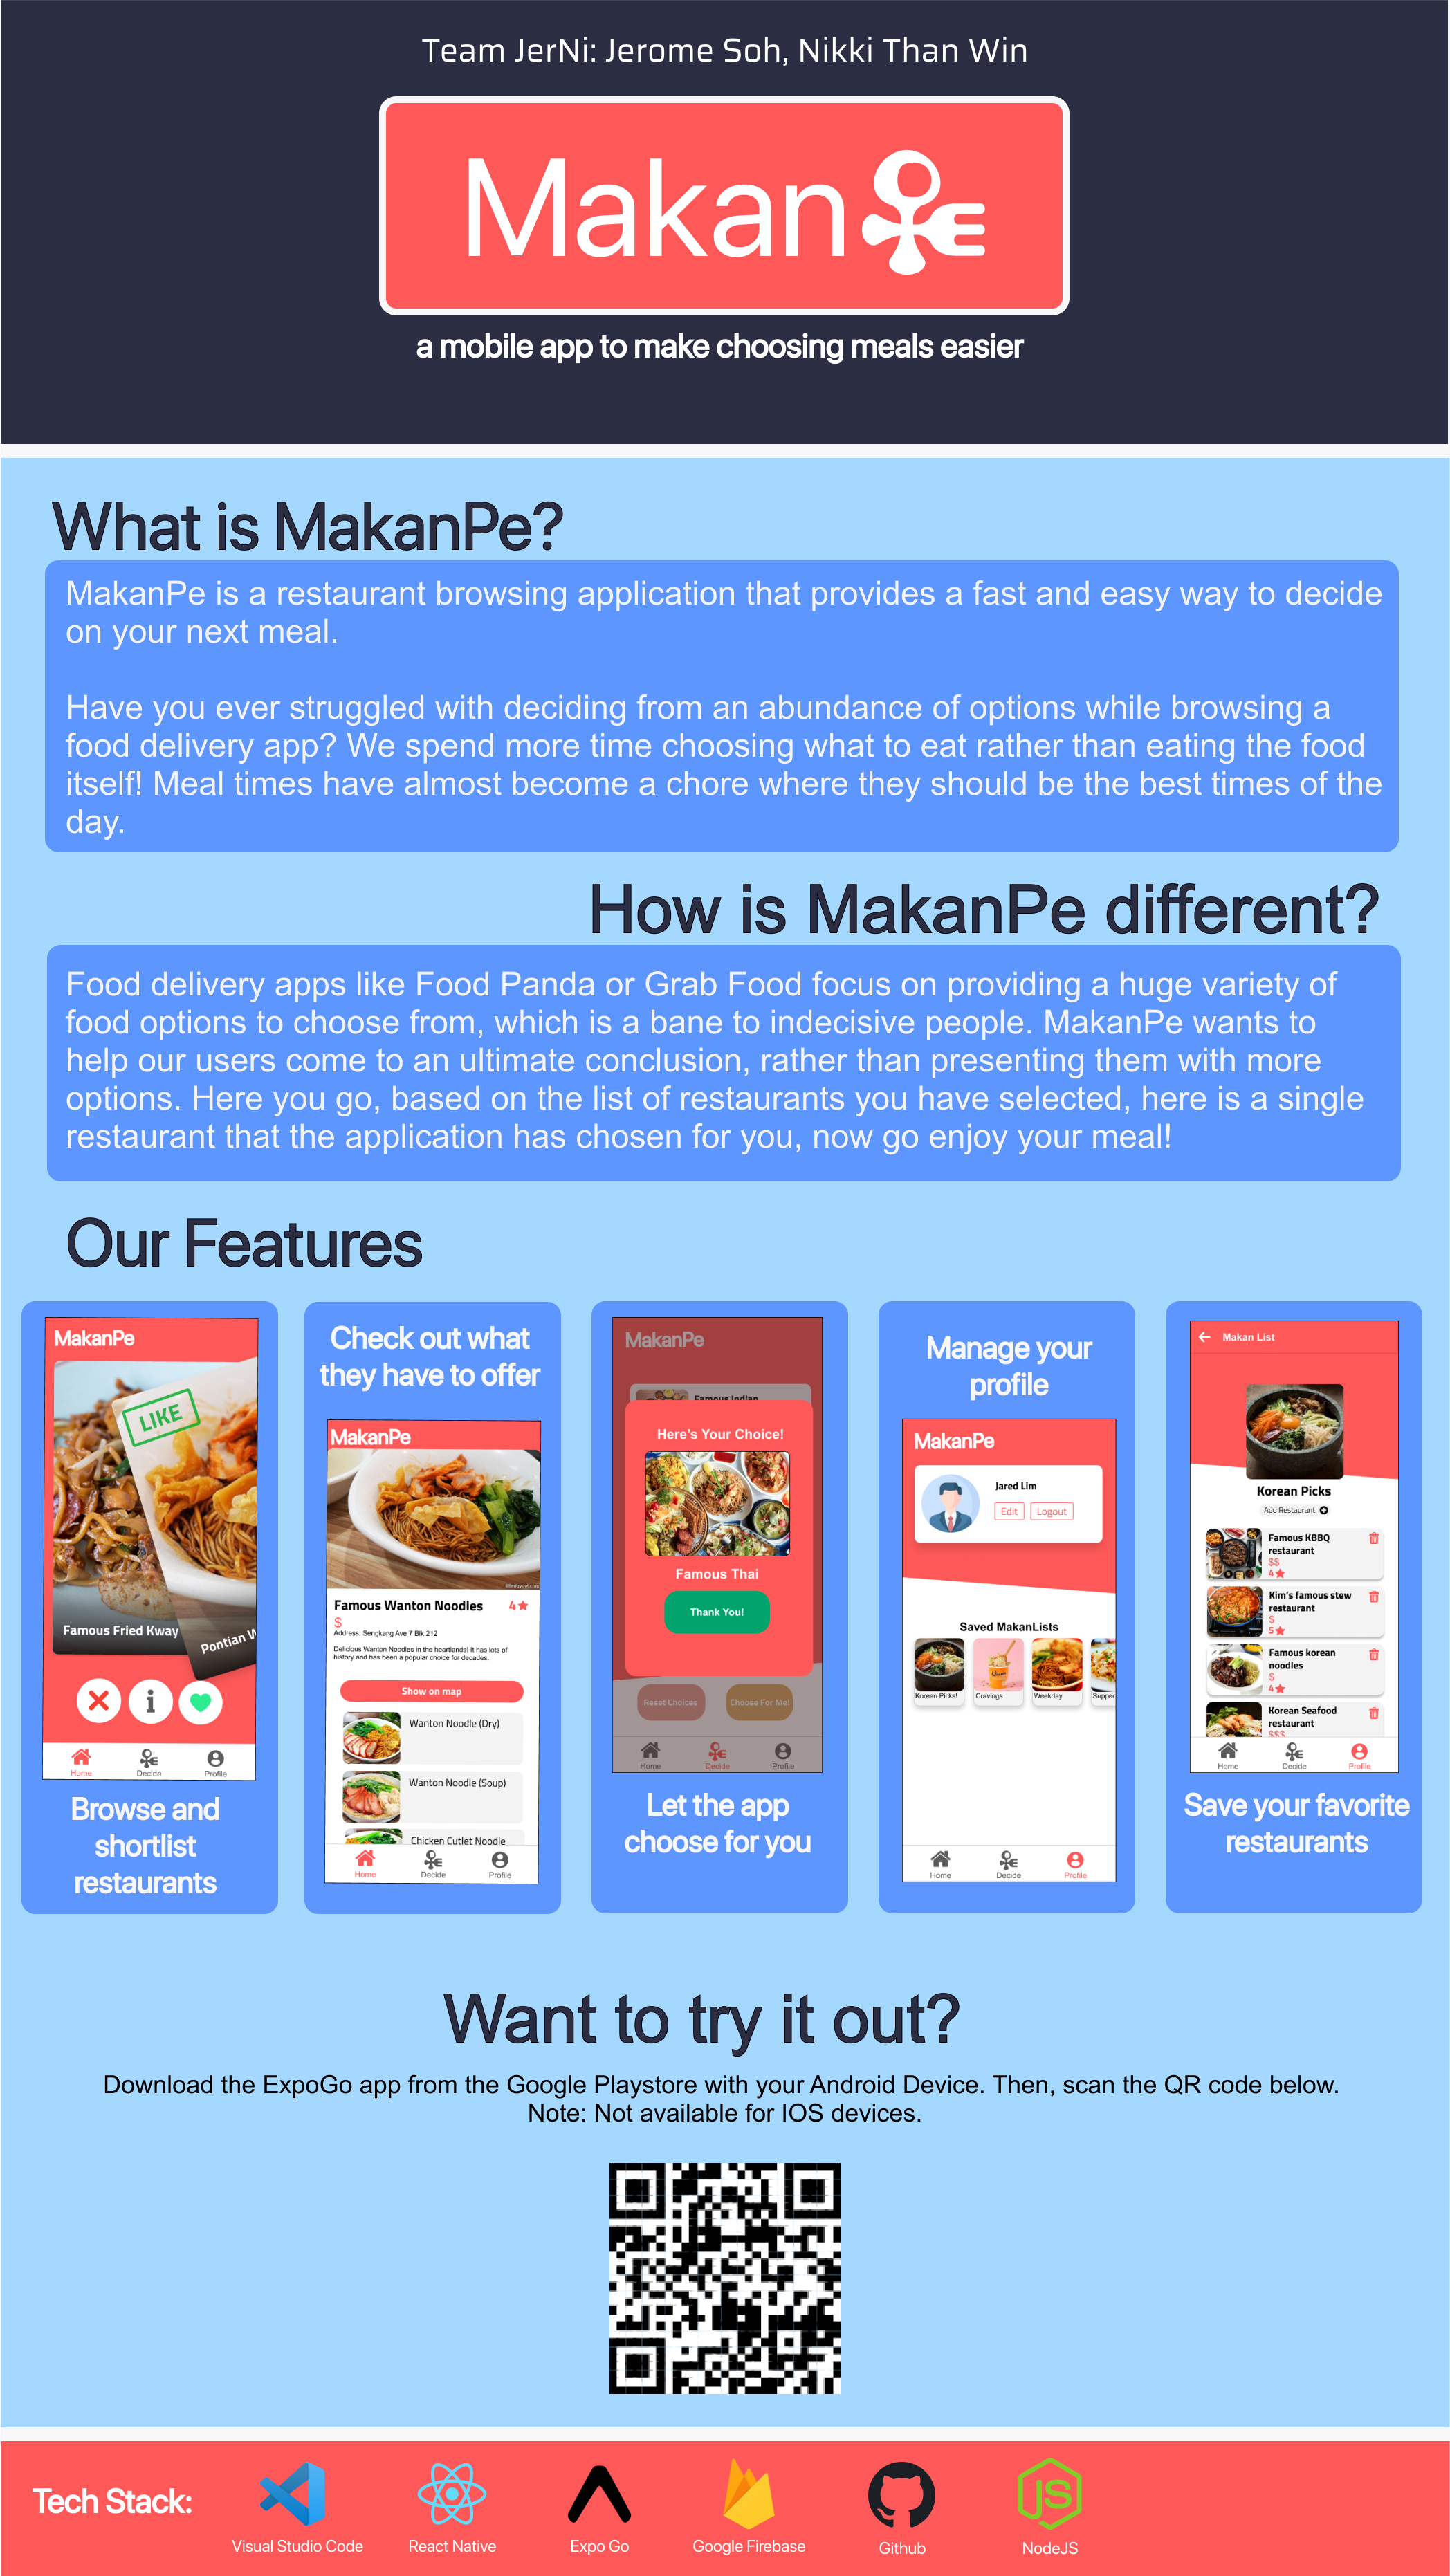 Team JerNi: Jerome Soh, Nikki Than Win
Makan
a mobile app to make choosing meals easier
What is MakanPe?
MakanPe is a restaurant browsing application that provides a fast and easy way to decide
on your next meal.
Have you ever struggled with deciding from an abundance of options while browsing a
food delivery app? We spend more time choosing what to eat rather than eating the food
itself! Meal times have almost become a chore where they should be the best times of the
day.
How is MakanPe different?
Food delivery apps like Food Panda or Grab Food focus on providing a huge variety of
food options to choose from, which is a bane to indecisive people. MakanPe wants to
help our users come to an ultimate conclusion, rather than presenting them with more
options. Here you go, based on the list of restaurants you have selected, here is a single
restaurant that the application has chosen for you, now go enjoy your meal!
Our Features
MakanPe
LIKE
Famous Fried Kway
Pontian W
Home
Decide
Profile
Browse and
shortlist
restaurants
Check out what
they have to offer
MakanPe
Famous Wanton Noodles
4★
$
Address: Sengkang Ave 7 Blk 212
Delicious Wanton Noodles in the heartlands! It has lots of
history and has been a popular choice for decades.
Show on map
Wanton Noodle (Dry)
Wanton Noodle (Soup)
Chicken Cutlet Noodle
Home
Decide
Profile
MakanPe
Famous Indian
Here's Your Choice!
Famous Thai
Thank You!
Reset Choices
Choose For Me!
Home
Decide
Profile
Let the app
choose for you
Manage your
profile
MakanPe
Jared Lim
Edit
Logout
Saved MakanLists
Korean Picks!
Cravings
Weekday
Supper
Home
Decide
Profile
Makan List
Korean Picks
Add Restaurant
Famous KBBQ
restaurant
$$
4★
Kim's famous stew
restaurant
$
5★
Famous korean
noodles
$
4★
Korean Seafood
restaurant
$$$
Home
Decide
Profile
Save your favorite
restaurants
Want to try it out?
Download the ExpoGo app from the Google Playstore with your Android Device. Then, scan the QR code below.
Note: Not available for IOS devices.
Tech Stack:
Visual Studio Code
React Native
Expo Go
Google Firebase
Github
JS
NodeJS